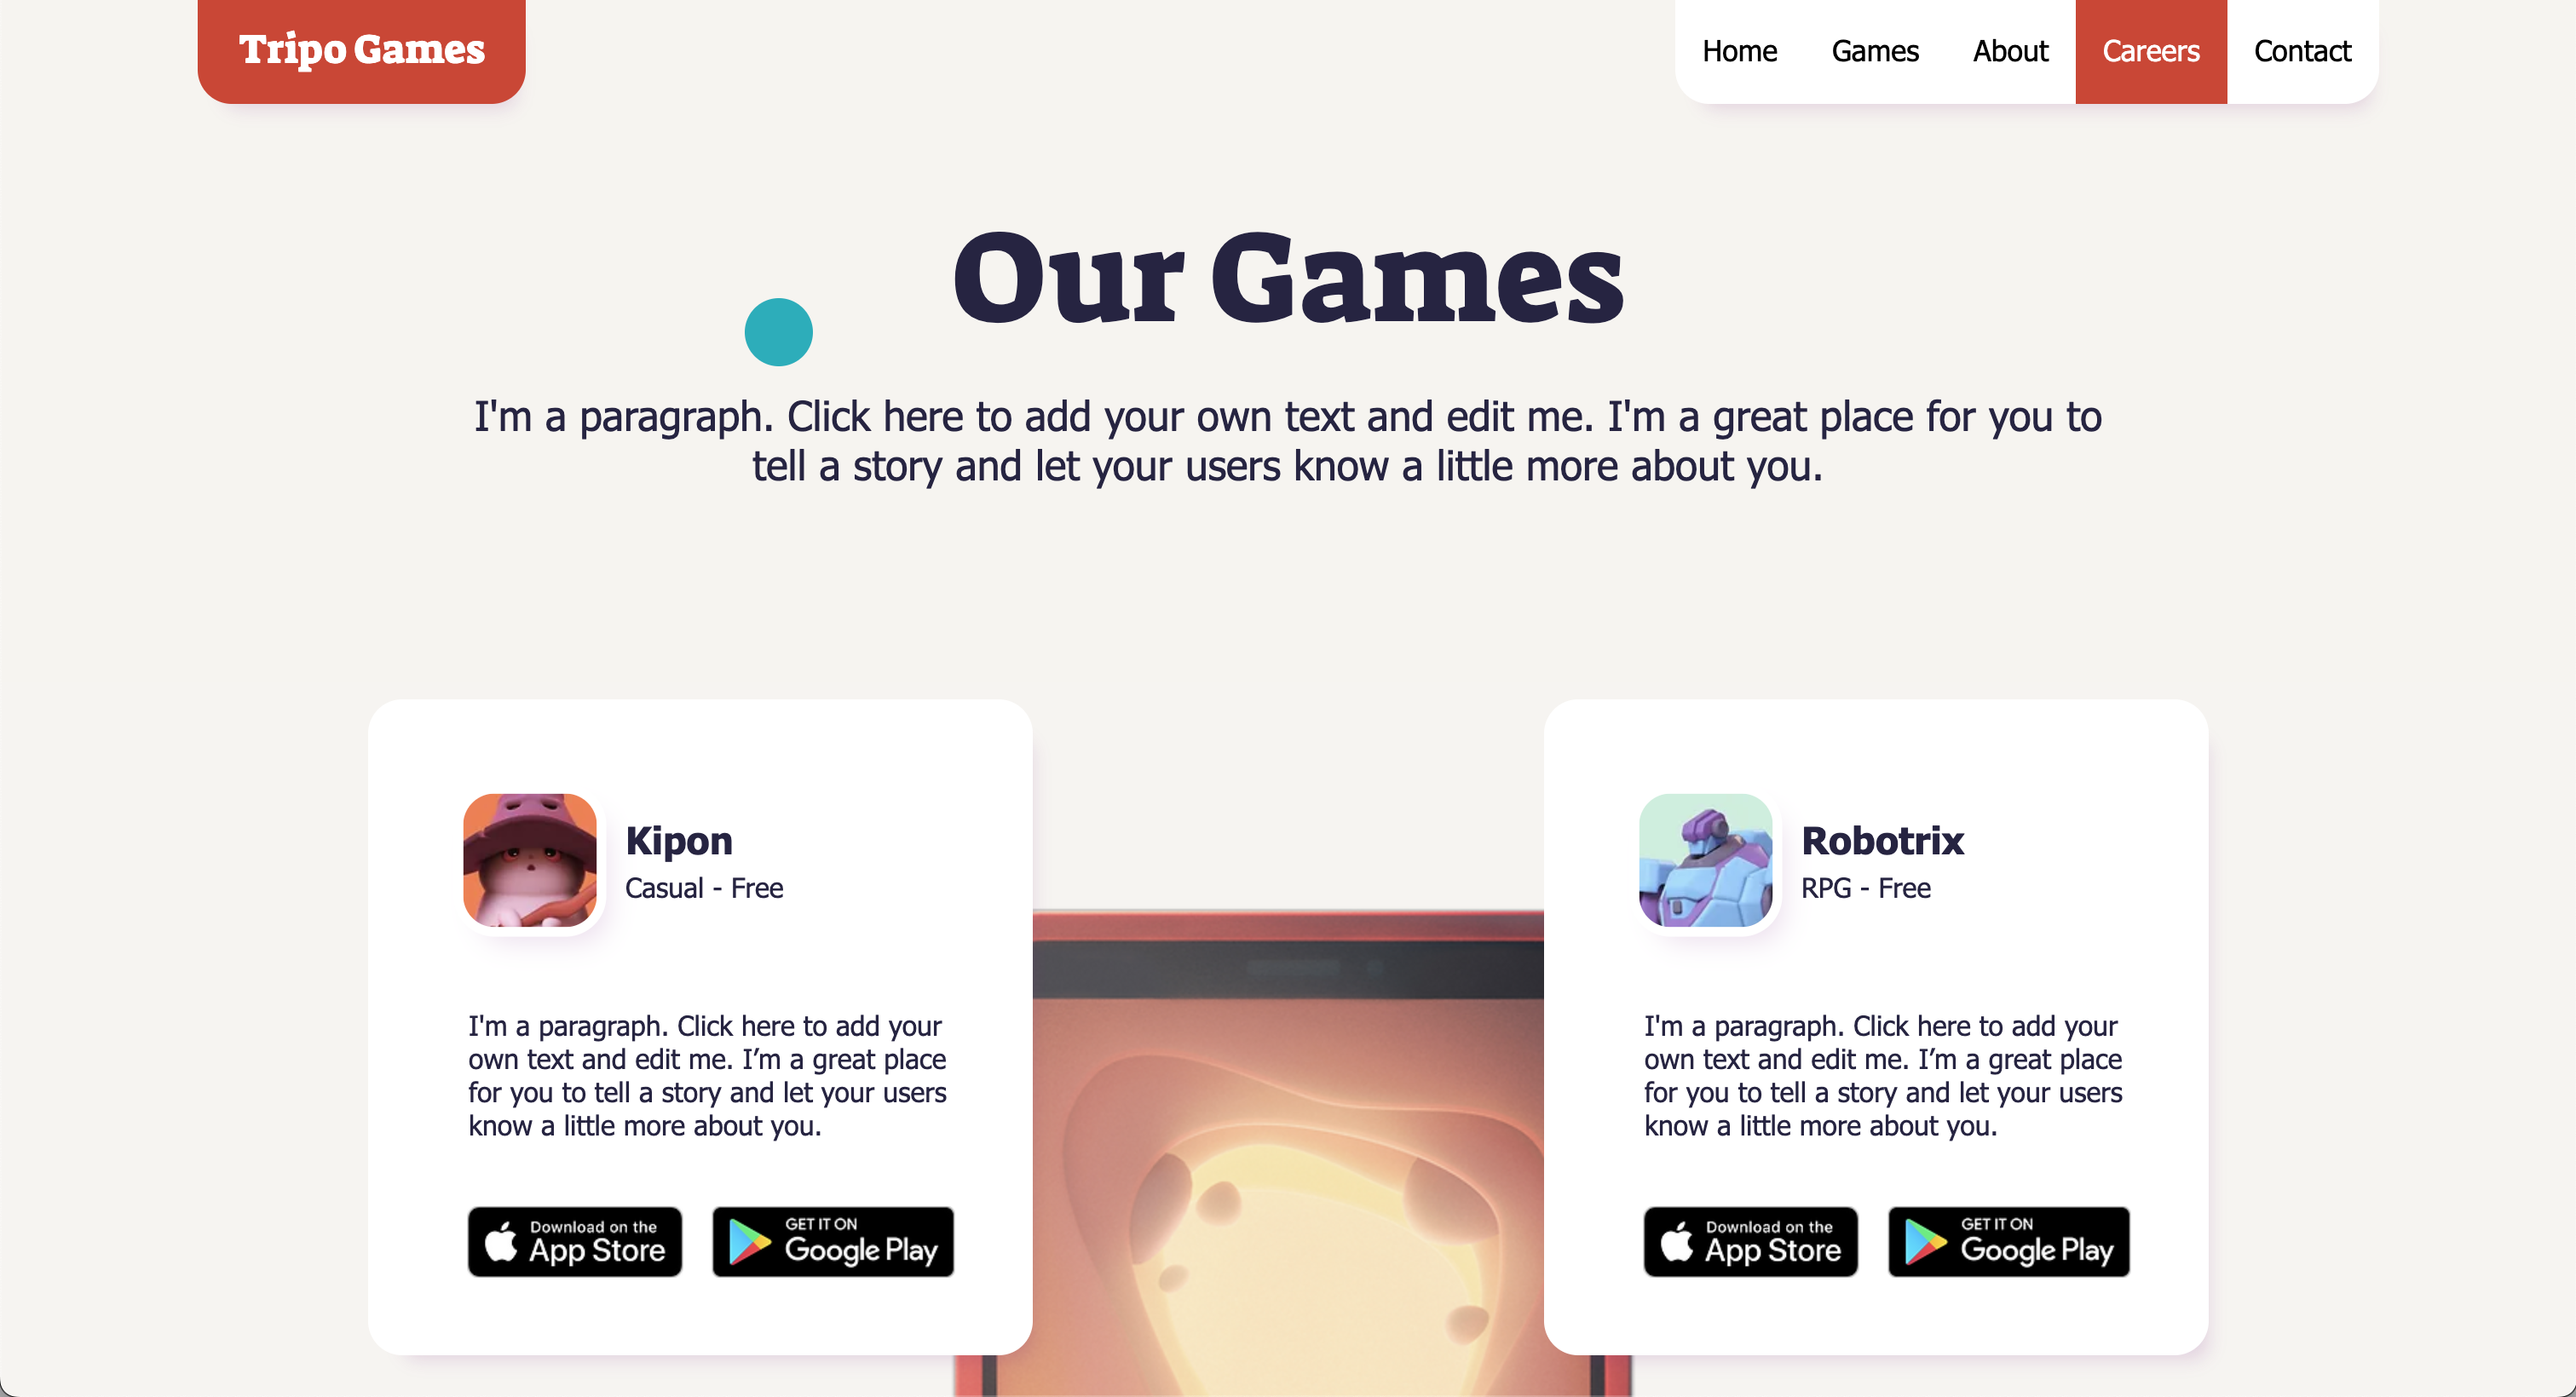 Tripo Games
Home Games About Careers Contact
Our Games
I'm a paragraph. Click here to add your own text and edit me. I'm a great place for you to
tell a story and let your users know a little more about you.
Kipon
Casual - Free
I'm a paragraph. Click here to add your
own text and edit me. I’m a great place
for you to tell a story and let your users
know a little more about you.
Download on the
App Store
GET IT ON
Google Play
Robotrix
RPG - Free
I'm a paragraph. Click here to add your
own text and edit me. I’m a great place
for you to tell a story and let your users
know a little more about you.
Download on the
App Store
GET IT ON
Google Play